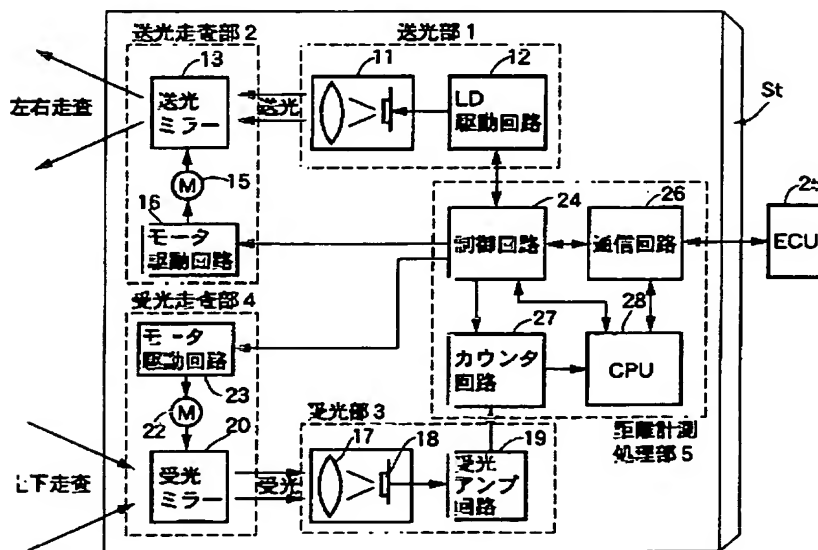 送光走査部2
送光部1
13
送光
ミラー
左右走査
送光
11
12
LD
駆動回路
St
M
15
16
モータ
駆動回路
24
制御回路
26
通信回路
ECU
受光走査部4
モータ
駆動回路
23
M
22
27
カウンタ
回路
28
CPU
距離計測
処理部5
20
受光
ミラー
下走査
受光
受光部3
17
18
19
受光
アンプ
回路